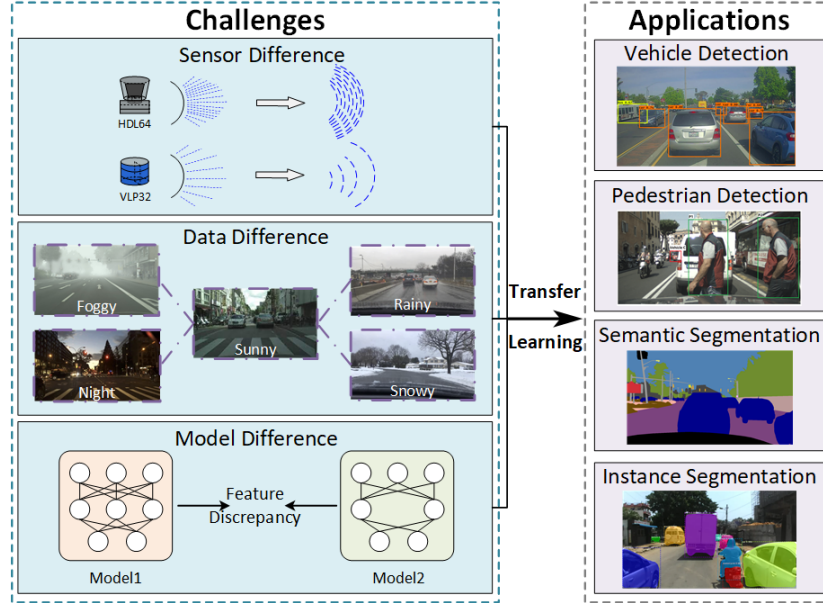 Challenges
Sensor Difference
HDL64
VLP32
Data Difference
Foggy
Rainy
Sunny
Night
Snowy
Model Difference
Feature
Discrepancy
Model1
Model2
Transfer
Learning
Applications
Vehicle Detection
Pedestrian Detection
Semantic Segmentation
Instance Segmentation